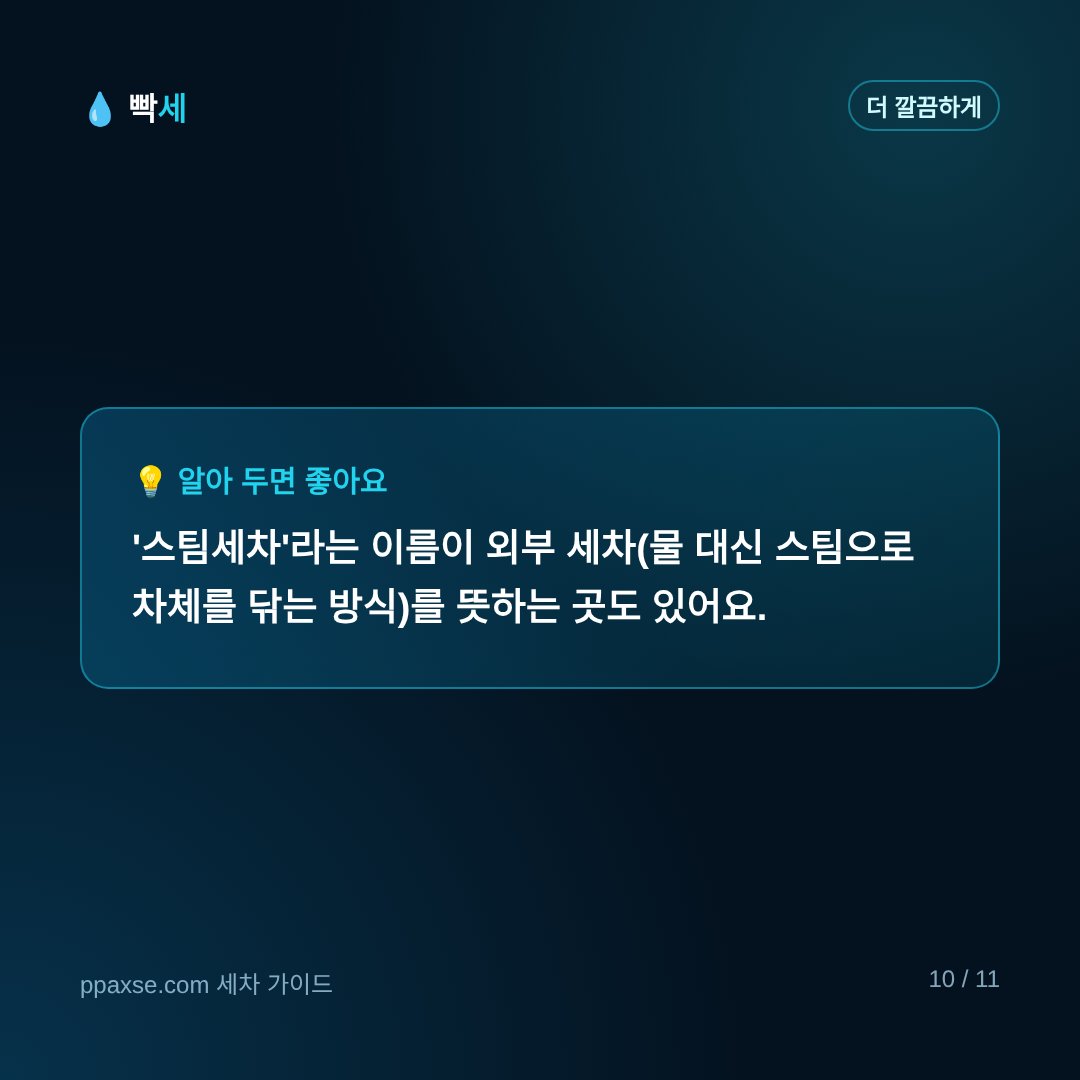 빡세
더 깔끔하게
💡 알아 두면 좋아요
'스팀세차'라는 이름이 외부 세차(물 대신 스팀으로
차체를 닦는 방식)를 뜻하는 곳도 있어요.
ppaxse.com 세차 가이드
10 / 11